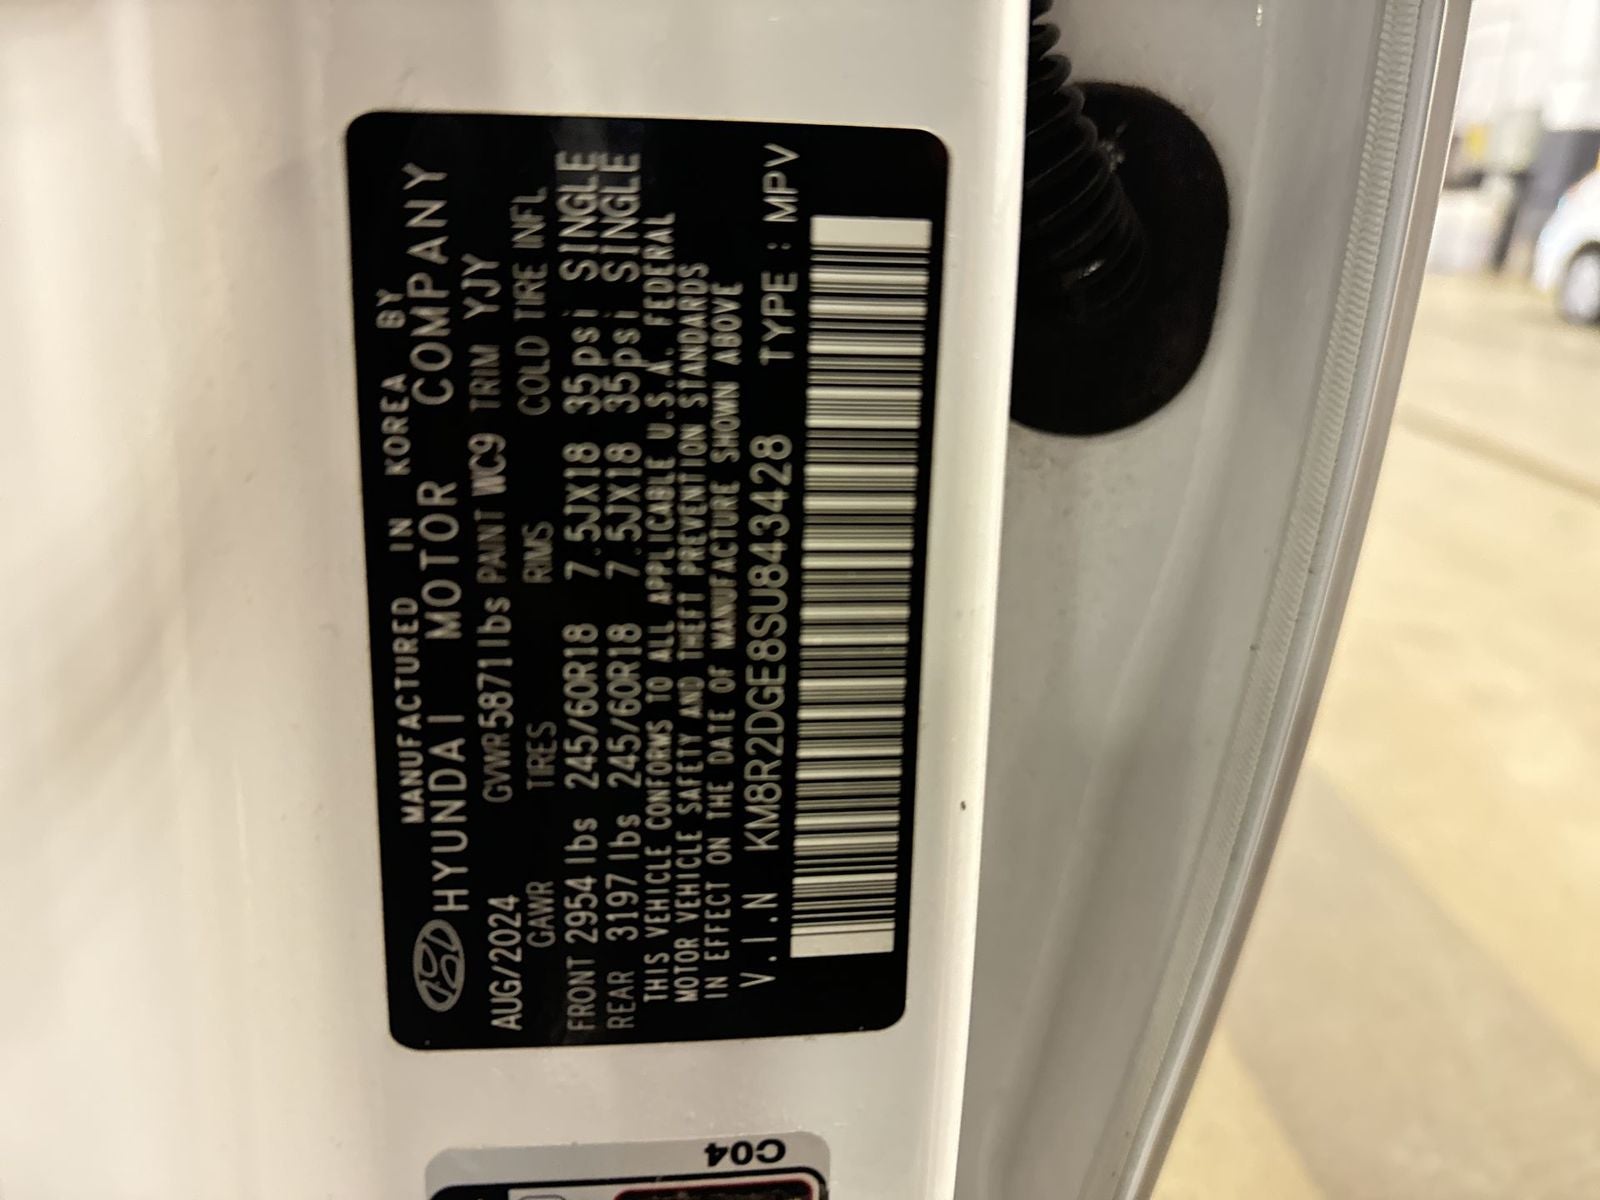 MANUFACTURED IN KOREA BY
HYUNDAI MOTOR COMPANY
AUG/2024 GVWR5871lbs PAINT WC9 TRIM YJY
GAWR TIRES RIMS COLD TIRE INFL
FRONT 2954 lbs 245/60R18 7.5JX18 35psi SINGLE
REAR 3197 lbs 245/60R18 7.5JX18 35psi SINGLE
THIS VEHICLE CONFORMS TO ALL APPLICABLE U.S.A. FEDERAL
MOTOR VEHICLE SAFETY AND THEFT PREVENTION STANDARDS
IN EFFECT ON THE DATE OF MANUFACTURE SHOWN ABOVE
V.I.N KM8R2DGE8SU843428 TYPE : MPV
C04